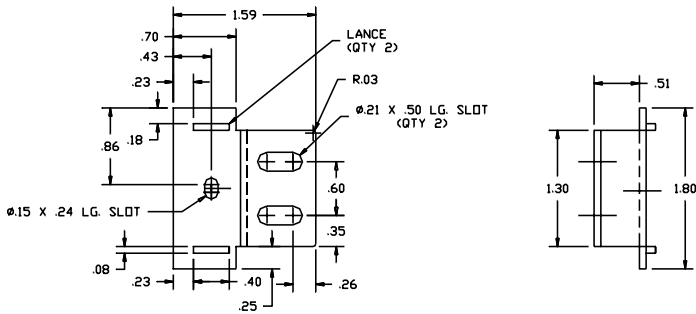 1.59
.70
LANCE
(QTY 2)
.43
R.03
.23
.51
Ø.21 X .50 LG. SLOT
(QTY 2)
.18
.86
.60
1.30
1.80
Ø.15 X .24 LG. SLOT
.35
.08
.23
.40
.26
.25